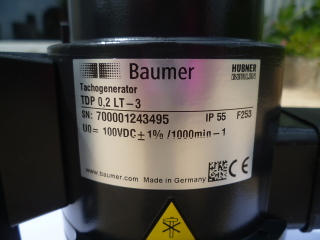 Baumer
HÜBNER
BERLIN
Tachogenerator
TDP 0,2 LT-3
SN: 700001243495 IP 55 F253
U0= 100VDC±1%/1000min-1
www.baumer.com Made in Germany CE